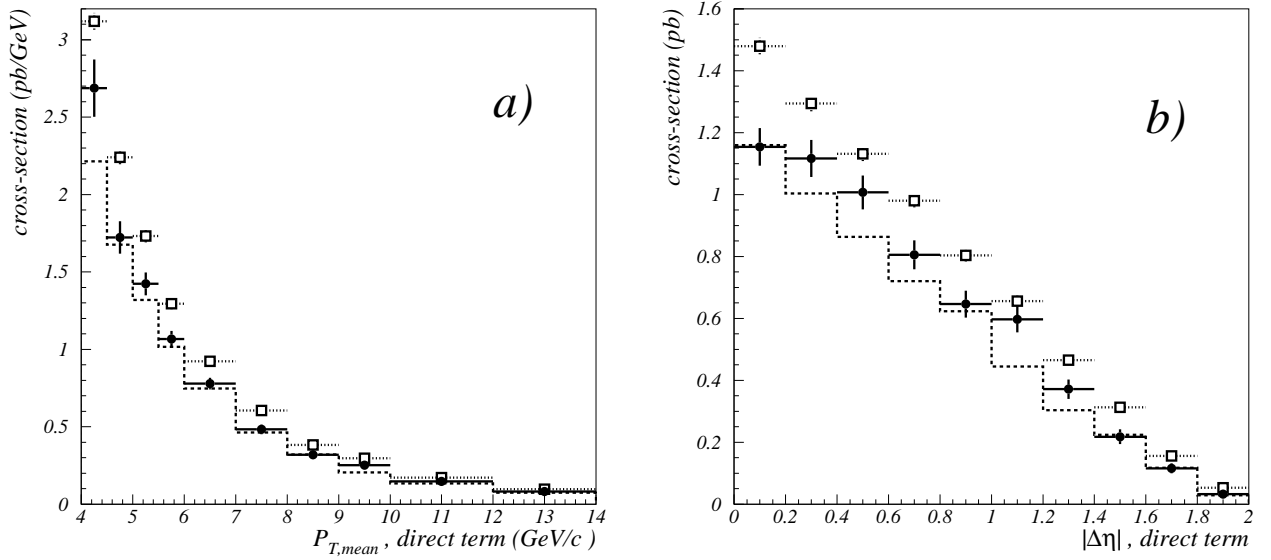 cross-section (pb/GeV)
3
2.5
2
1.5
1
0.5
0
a)
4 5 6 7 8 9 10 11 12 13 14
P_{T,mean} , direct term (GeV/c )
cross-section (pb)
1.6
1.4
1.2
1
0.8
0.6
0.4
0.2
0
b)
0 0.2 0.4 0.6 0.8 1 1.2 1.4 1.6 1.8 2
|Δη| , direct term